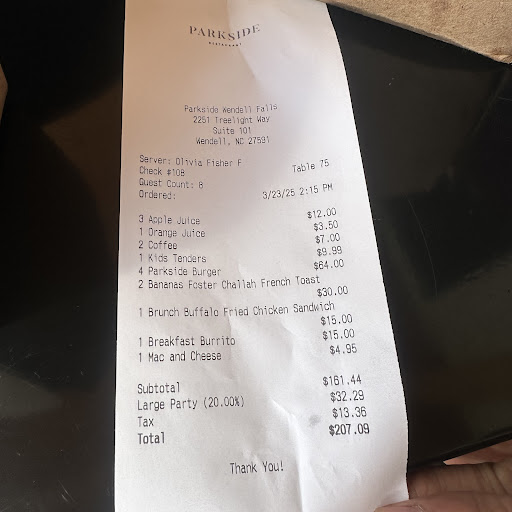 PARKSIDE
RESTAURANT
Parkside Wendell Falls
2251 Treelight Way
Suite 101
Wendell, NC 27591
Server: Olivia Fisher F
Check #108 Table 75
Guest Count: 8
Ordered: 3/23/25 2:15 PM
3 Apple Juice $12.00
1 Orange Juice $3.50
2 Coffee $7.00
1 Kids Tenders $9.99
4 Parkside Burger $64.00
2 Bananas Foster Challah French Toast
$30.00
1 Brunch Buffalo Fried Chicken Sandwich
$15.00
1 Breakfast Burrito $15.00
1 Mac and Cheese $4.95
Subtotal $161.44
Large Party (20.00%) $32.29
Tax $13.36
Total $207.09
Thank You!